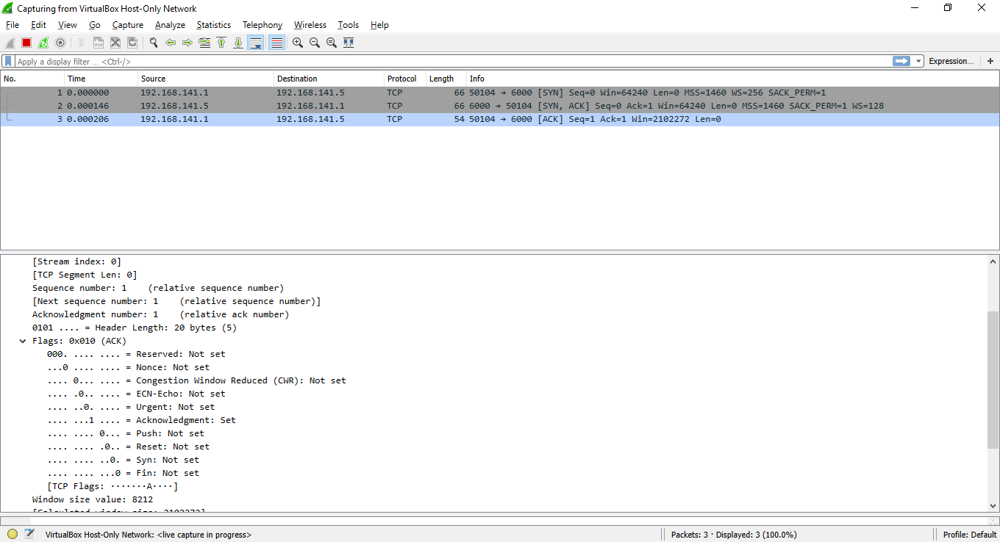 Capturing from VirtualBox Host-Only Network
File Edit View Go Capture Analyze Statistics Telephony Wireless Tools Help
Apply a display filter ... <Ctrl-/> Expression... +
No. Time Source Destination Protocol Length Info
1 0.000000 192.168.141.1 192.168.141.5 TCP 66 50104 → 6000 [SYN] Seq=0 Win=64240 Len=0 MSS=1460 WS=256 SACK_PERM=1
2 0.000146 192.168.141.5 192.168.141.1 TCP 66 6000 → 50104 [SYN, ACK] Seq=0 Ack=1 Win=64240 Len=0 MSS=1460 SACK_PERM=1 WS=128
3 0.000206 192.168.141.1 192.168.141.5 TCP 54 50104 → 6000 [ACK] Seq=1 Ack=1 Win=2102272 Len=0
[Stream index: 0]
[TCP Segment Len: 0]
Sequence number: 1    (relative sequence number)
[Next sequence number: 1    (relative sequence number)]
Acknowledgment number: 1    (relative ack number)
0101 .... = Header Length: 20 bytes (5)
Flags: 0x010 (ACK)
000. .... .... = Reserved: Not set
...0 .... .... = Nonce: Not set
.... 0... .... = Congestion Window Reduced (CWR): Not set
.... .0.. .... = ECN-Echo: Not set
.... ..0. .... = Urgent: Not set
.... ...1 .... = Acknowledgment: Set
.... .... 0... = Push: Not set
.... .... .0.. = Reset: Not set
.... .... ..0. = Syn: Not set
.... .... ...0 = Fin: Not set
[TCP Flags: ·······A····]
Window size value: 8212
[Calculated window size: 2102272]
VirtualBox Host-Only Network: <live capture in progress> Packets: 3 · Displayed: 3 (100.0%) Profile: Default